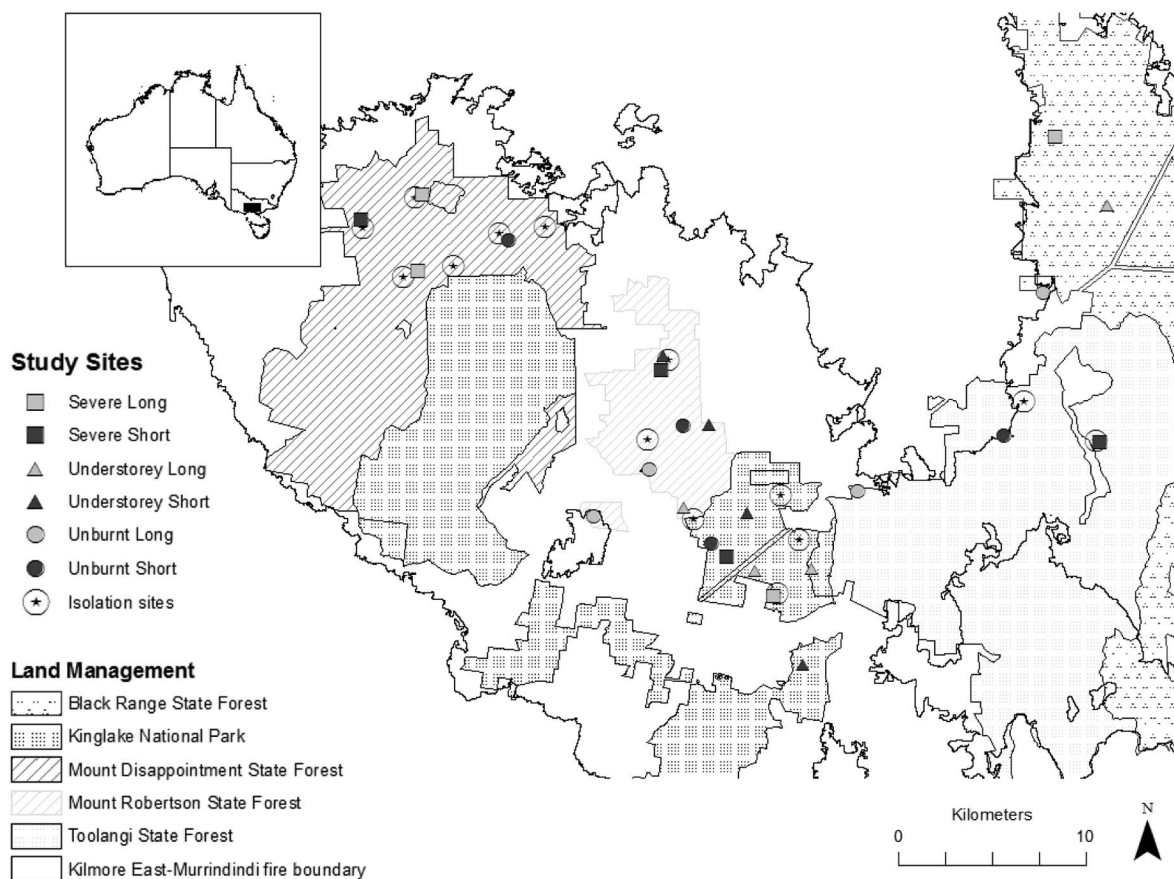 Study Sites
Severe Long
Severe Short
Understorey Long
Understorey Short
Unburnt Long
Unburnt Short
Isolation sites
Land Management
Black Range State Forest
Kinglake National Park
Mount Disappointment State Forest
Mount Robertson State Forest
Toolangi State Forest
Kilmore East-Murrindindi fire boundary
Kilometers
0 10
N